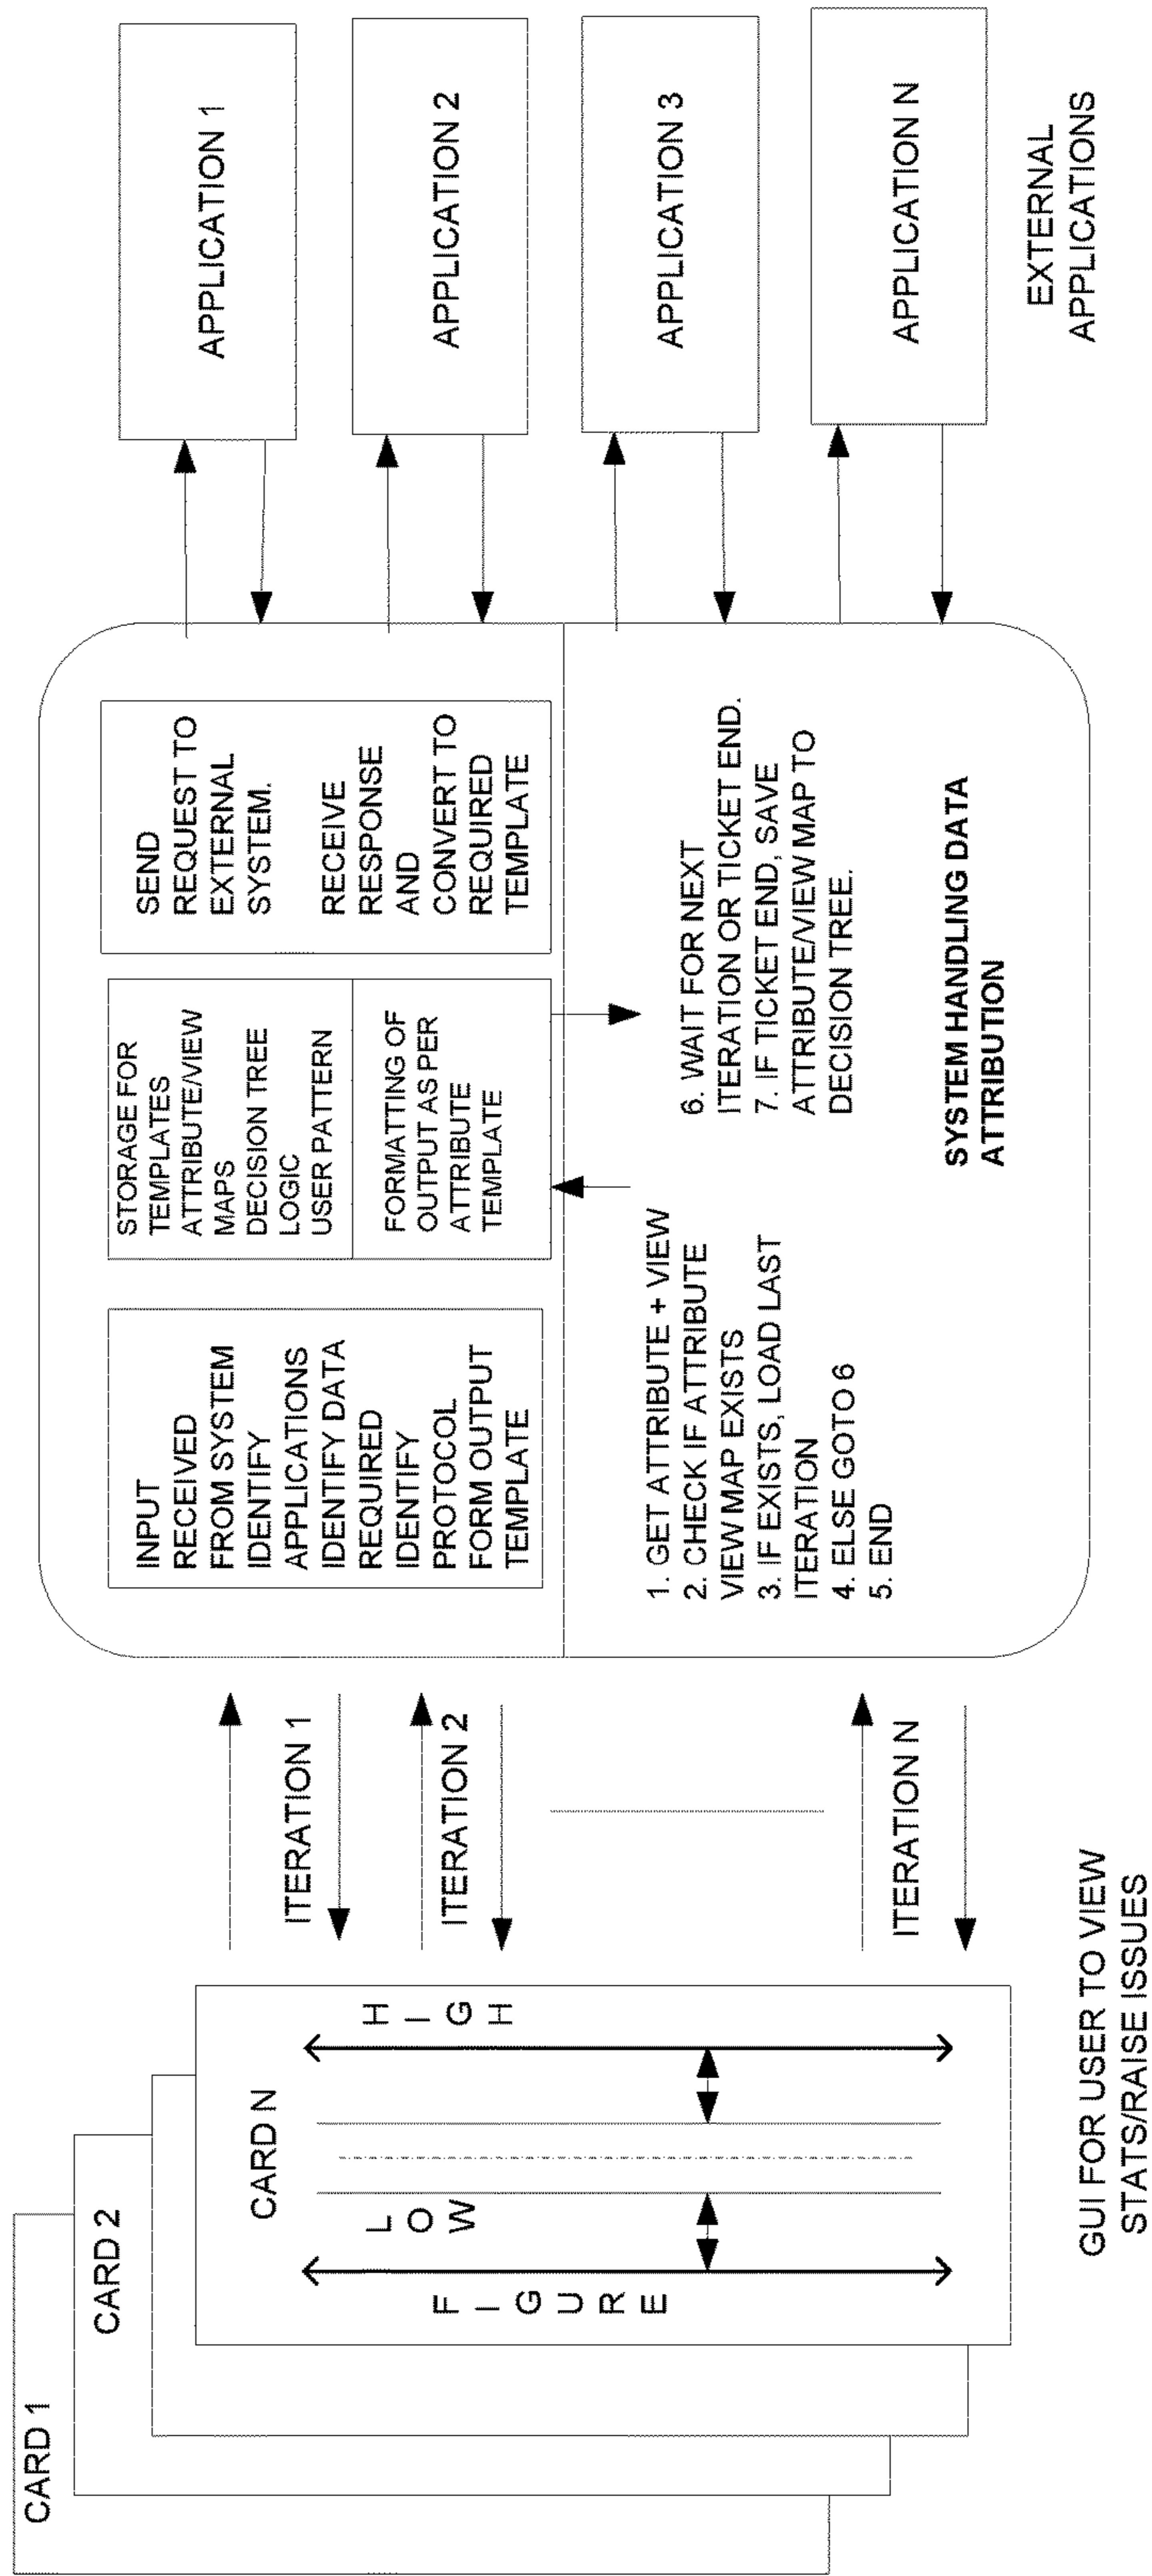 CARD 1
CARD 2
CARD N
H
I
G
H
L
O
W
F
I
G
U
R
E
GUI FOR USER TO VIEW
STATS/RAISE ISSUES
ITERATION 1
ITERATION 2
ITERATION N
INPUT
RECEIVED
FROM SYSTEM
IDENTIFY
APPLICATIONS
IDENTIFY DATA
REQUIRED
IDENTIFY
PROTOCOL
FORM OUTPUT
TEMPLATE
STORAGE FOR
TEMPLATES
ATTRIBUTE/VIEW
MAPS
DECISION TREE
LOGIC
USER PATTERN
FORMATTING OF
OUTPUT AS PER
ATTRIBUTE
TEMPLATE
SEND
REQUEST TO
EXTERNAL
SYSTEM.
RECEIVE
RESPONSE
AND
CONVERT TO
REQUIRED
TEMPLATE
1. GET ATTRIBUTE + VIEW
2. CHECK IF ATTRIBUTE
VIEW MAP EXISTS
3. IF EXISTS, LOAD LAST
ITERATION
4. ELSE GOTO 6
5. END
6. WAIT FOR NEXT
ITERATION OR TICKET END.
7. IF TICKET END, SAVE
ATTRIBUTE/VIEW MAP TO
DECISION TREE.
SYSTEM HANDLING DATA
ATTRIBUTION
APPLICATION 1
APPLICATION 2
APPLICATION 3
APPLICATION N
EXTERNAL
APPLICATIONS